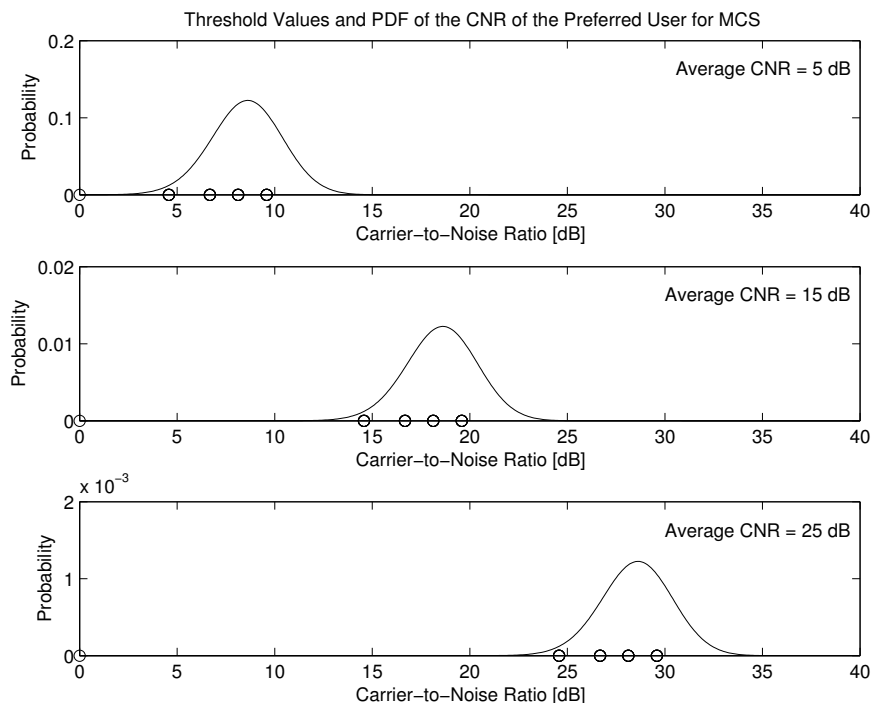 Threshold Values and PDF of the CNR of the Preferred User for MCS
0.2
0.1
0
Probability
Average CNR = 5 dB
0 5 10 15 20 25 30 35 40
Carrier−to−Noise Ratio [dB]
0.02
0.01
0
Probability
Average CNR = 15 dB
0 5 10 15 20 25 30 35 40
Carrier−to−Noise Ratio [dB]
x 10⁻³
2
1
0
Probability
Average CNR = 25 dB
0 5 10 15 20 25 30 35 40
Carrier−to−Noise Ratio [dB]